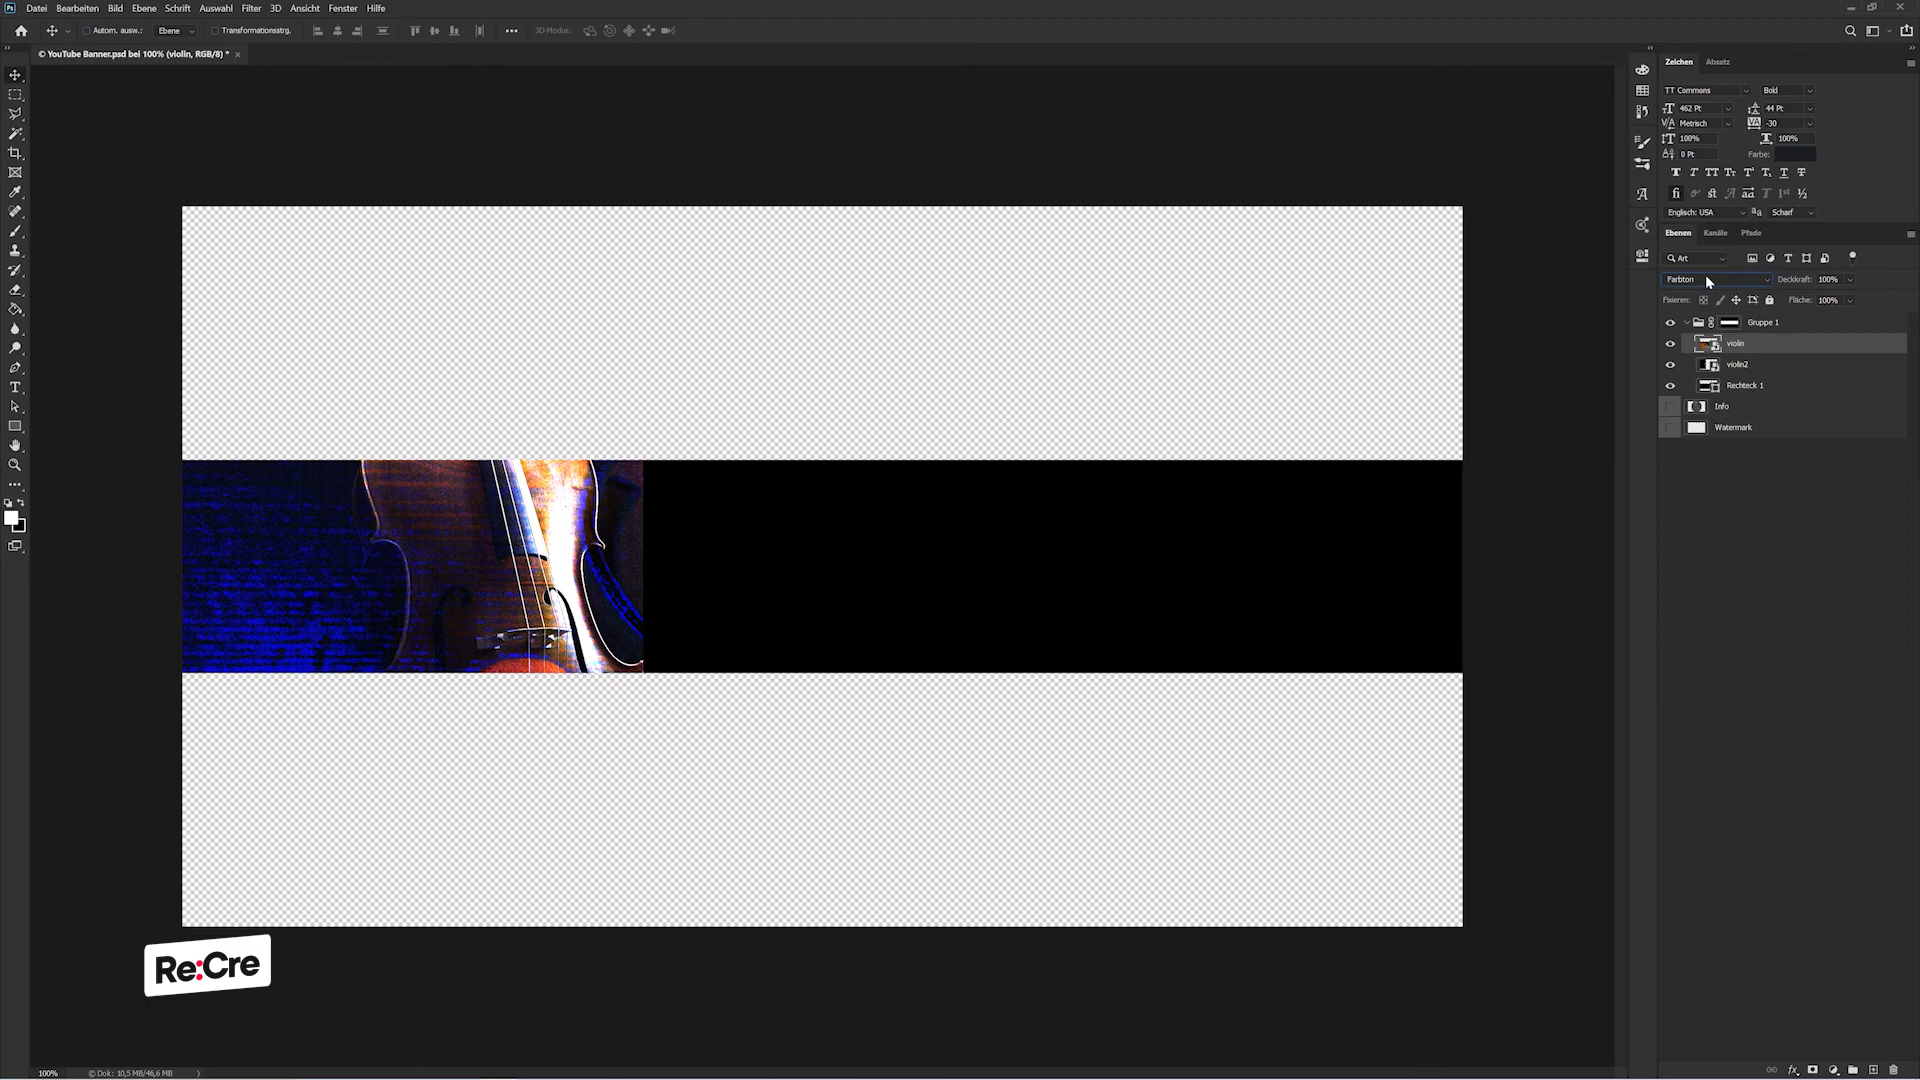 Ps Datei Bearbeiten Bild Ebene Schrift Auswahl Filter 3D Ansicht Fenster Hilfe
Autom. ausw.: Ebene Transformationsstrg. 3D-Modus:
© YouTube Banner.psd bei 100% (violin, RGB/8) *
Zeichen Absatz
TT Commons Bold
462 Pt 44 Pt
Metrisch -30
100% 100%
0 Pt Farbe:
Englisch: USA aa Scharf
Ebenen Kanäle Pfade
Art
Farbton Deckkraft: 100%
Fixieren: Fläche: 100%
Gruppe 1
violin
violin2
Rechteck 1
Info
Watermark
Re:Cre
100% © Dok: 10,5 MB/46,6 MB